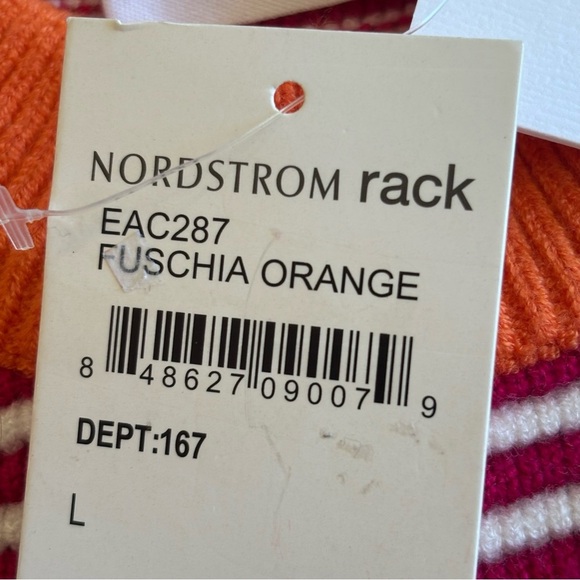 NORDSTROM rack
EAC287
FUSCHIA ORANGE
8 48627 09007 9
DEPT:167
L